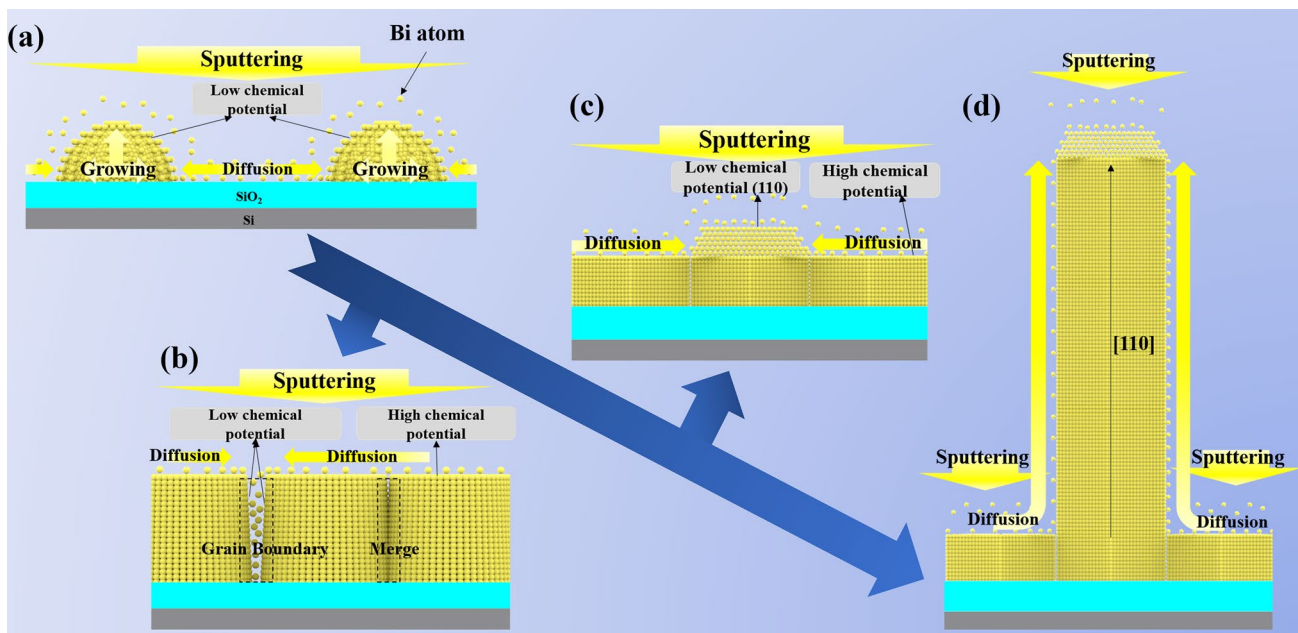 (a)
Bi atom
Sputtering
Low chemical
potential
Growing
Diffusion
Growing
SiO₂
Si
(b)
Sputtering
Low chemical
potential
High chemical
potential
Diffusion
Diffusion
Grain Boundary
Merge
(c)
Sputtering
Low chemical
potential (110)
High chemical
potential
Diffusion
Diffusion
(d)
Sputtering
[110]
Sputtering
Sputtering
Diffusion
Diffusion